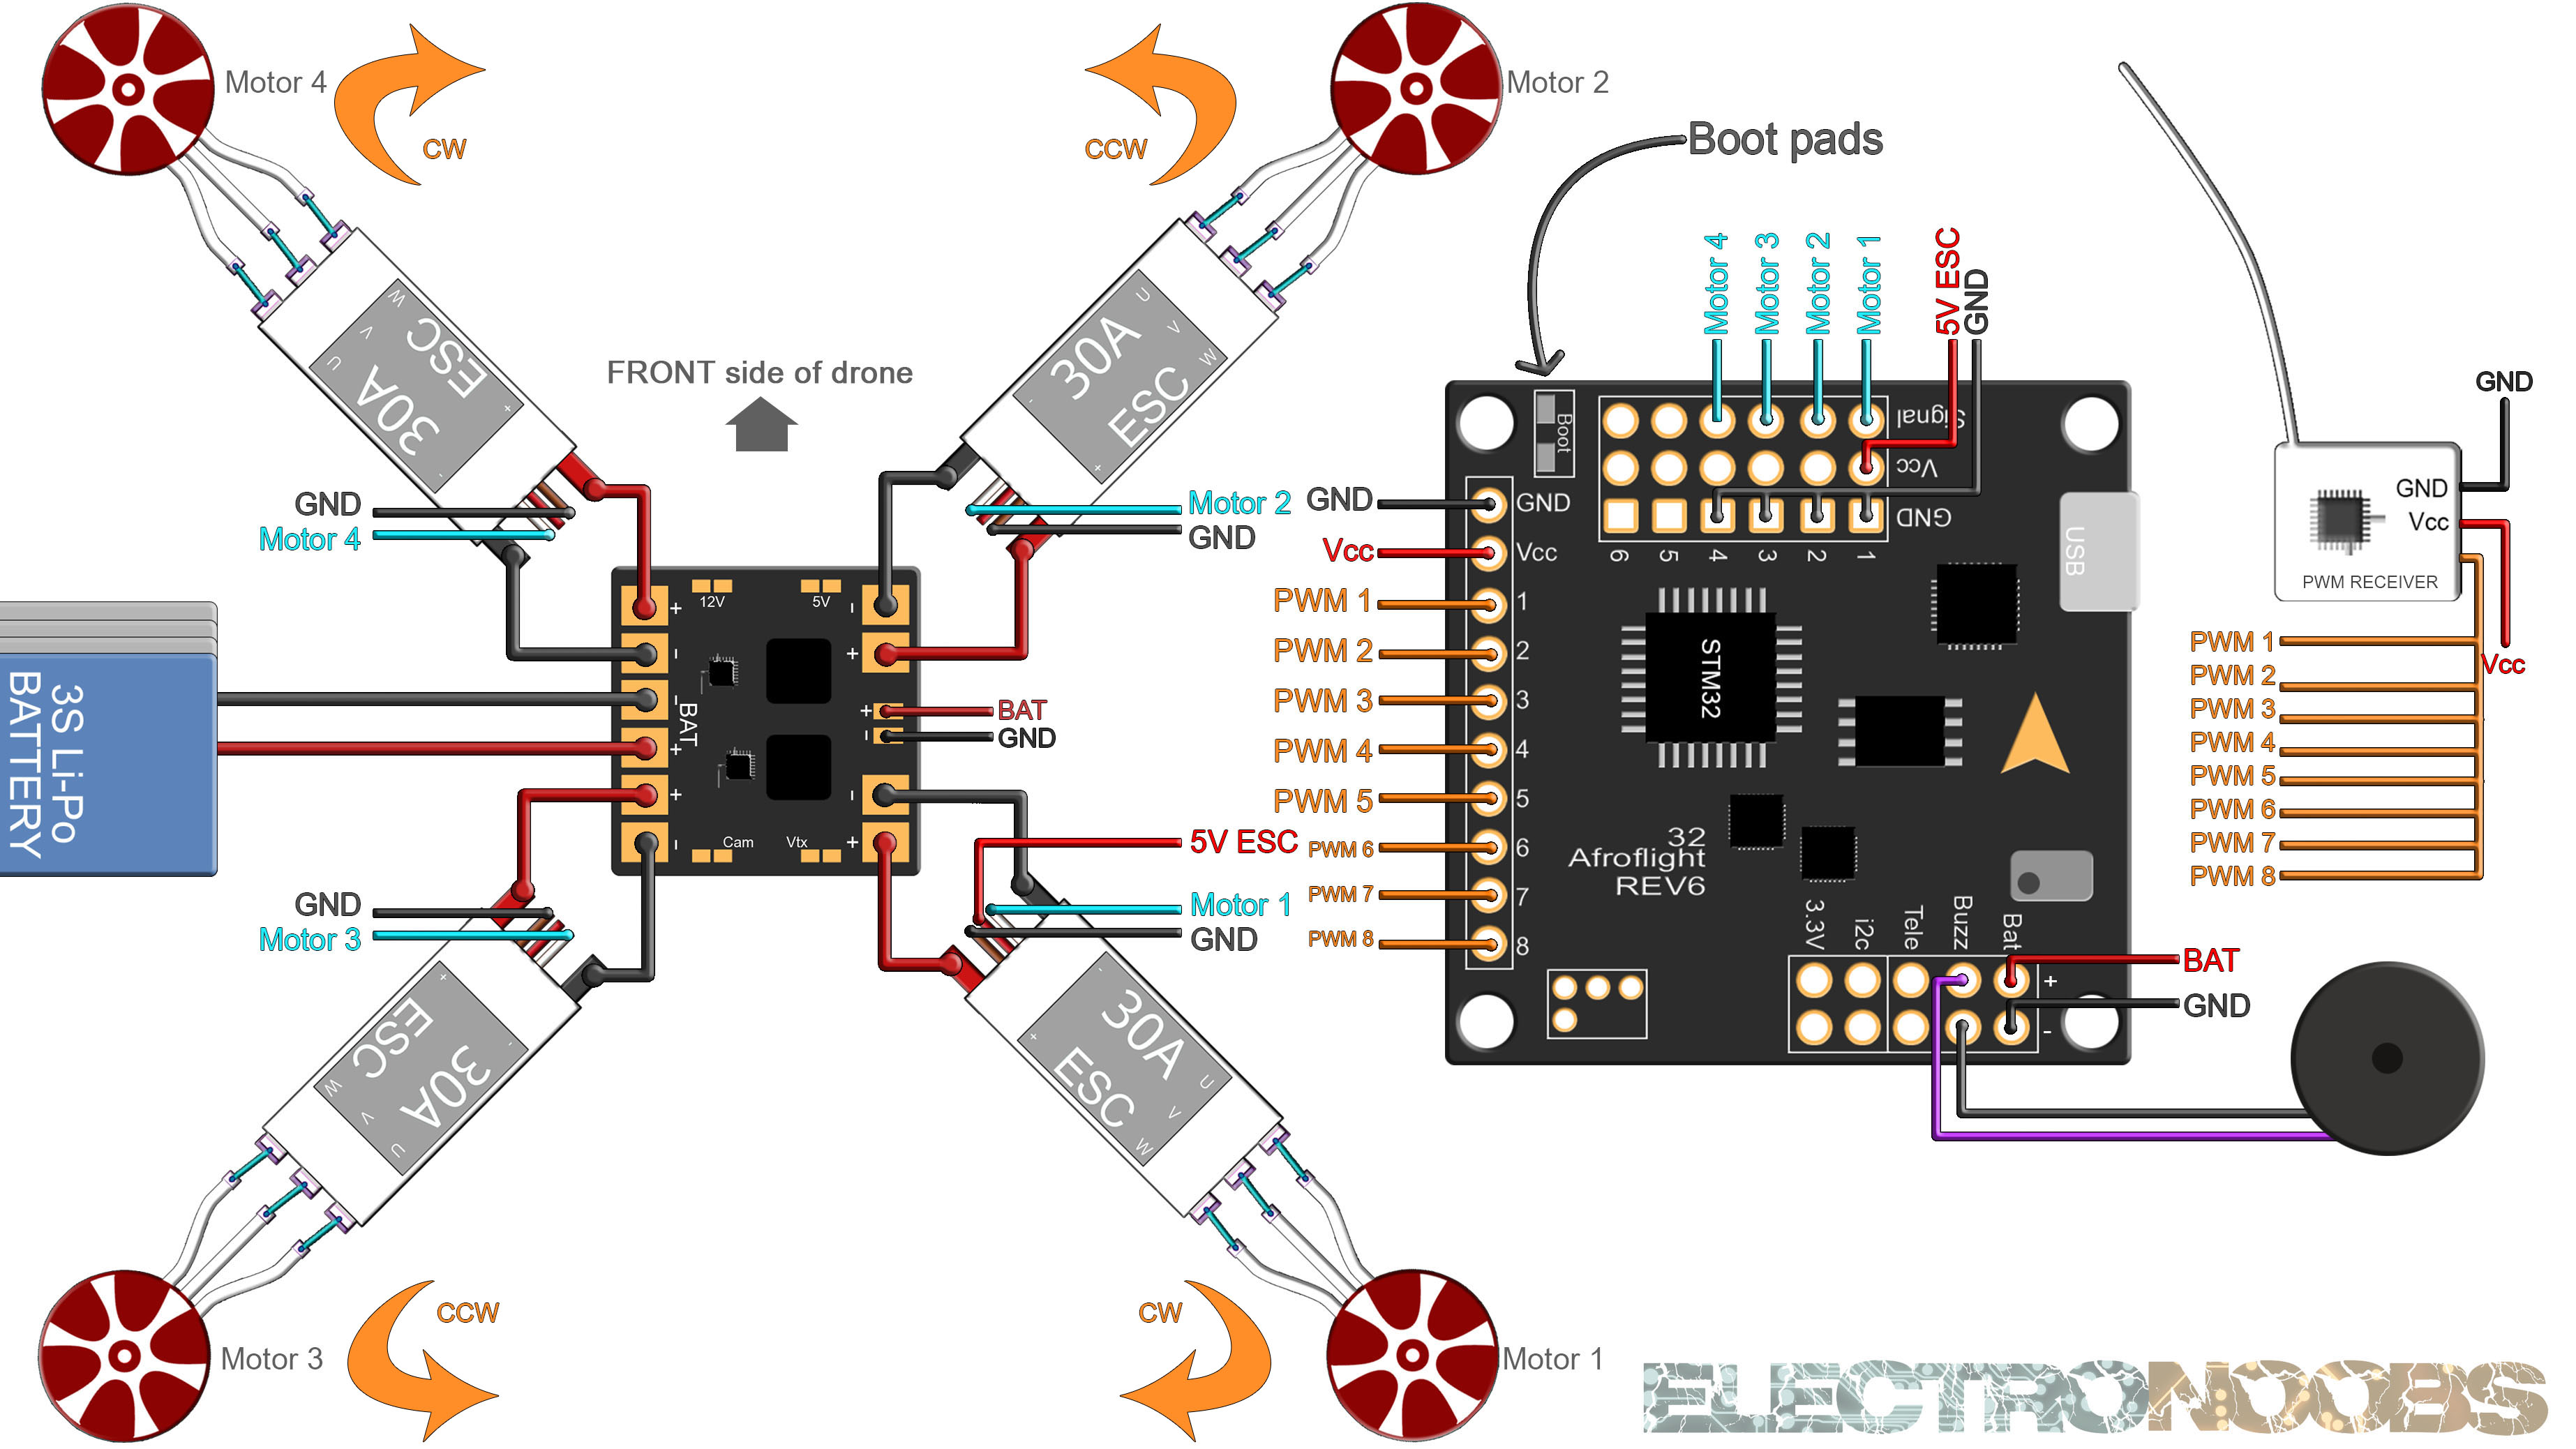 Motor 4
CW
CCW
Motor 2
Boot pads
W
V
U
30A
ESC
-
+
U
V
W
30A
ESC
-
+
FRONT side of drone
GND
Motor 4
Motor 2
GND
12V
5V
+
-
-
+
BAT
-
+
+
-
+
-
BAT
GND
-
+
Cam
Vtx
3S Li-Po
BATTERY
GND
Motor 3
5V ESC
Motor 1
GND
30A
ESC
+
-
W
V
U
30A
ESC
-
+
U
V
W
CCW
Motor 3
CW
Motor 1
Motor 4
Motor 3
Motor 2
Motor 1
5V ESC
GND
Boot
Signal
Vcc
GND
6
5
4
3
2
1
USB
GND
GND
Vcc
Vcc
PWM 1
1
PWM 2
2
PWM 3
3
PWM 4
4
PWM 5
5
PWM 6
6
PWM 7
7
PWM 8
8
STM32
32
Afroflight
REV6
3.3V
i2c
Tele
Buzz
Bat
+
-
BAT
GND
GND
GND
Vcc
PWM RECEIVER
Vcc
PWM 1
PWM 2
PWM 3
PWM 4
PWM 5
PWM 6
PWM 7
PWM 8
ELECTRONOOBS